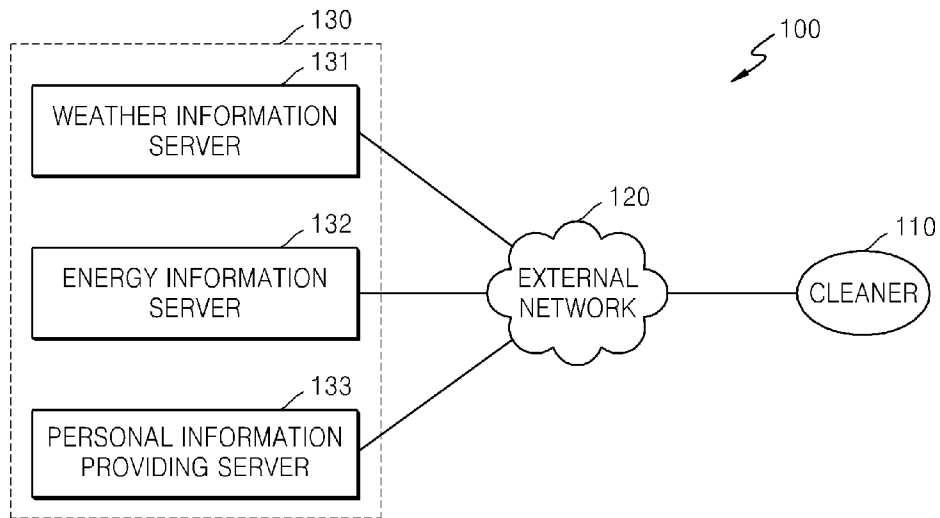 130
100
131
WEATHER INFORMATION
SERVER
132
ENERGY INFORMATION
SERVER
120
EXTERNAL
NETWORK
110
CLEANER
133
PERSONAL INFORMATION
PROVIDING SERVER